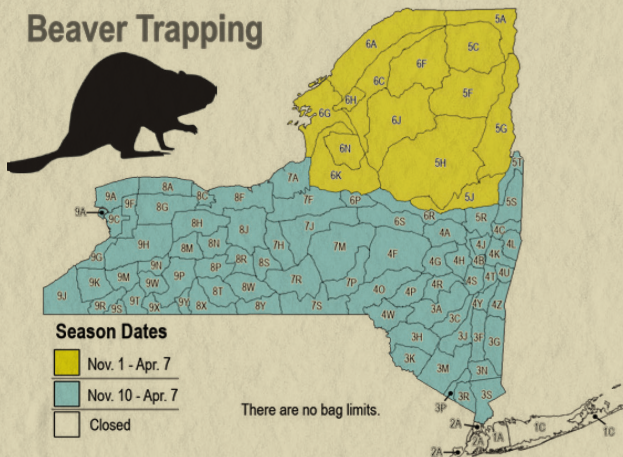 Beaver Trapping
5A
6A
5C
6F
6C
5F
6H
6G
6J
5G
6N
5H
6K
5J
5T
7A
9A
8A
8C
8F
7F
6P
5S
9F
9A
9C
8G
6R
5R
6S
8H
8J
7J
4A
4C
9H
8M
8N
7H
7M
4J
4L
9G
4F
4G
4H
4B
4K
8R
8S
9N
8P
9K
9M
9W
9P
7R
7P
4R
4S
4T
4U
8T
8W
4O
4P
9J
9R
9S
9T
9X
9Y
8X
8Y
7S
4W
3A
3C
4Y
4Z
Season Dates
3H
3J
3F
3G
Nov. 1 - Apr. 7
3K
3M
3N
Nov. 10 - Apr. 7
3R
3S
There are no bag limits.
3P
Closed
2A
2A
1A
1C
1C
2A